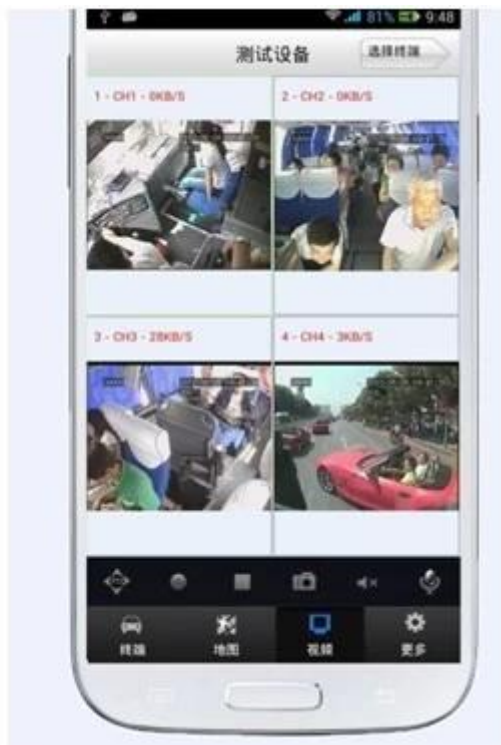 81% 9:48
测试设备 选择终端
1 - CH1 - 0KB/S 2 - CH2 - 0KB/S
3 - CH3 - 28KB/S 4 - CH4 - 3KB/S
终端 地图 视频 更多